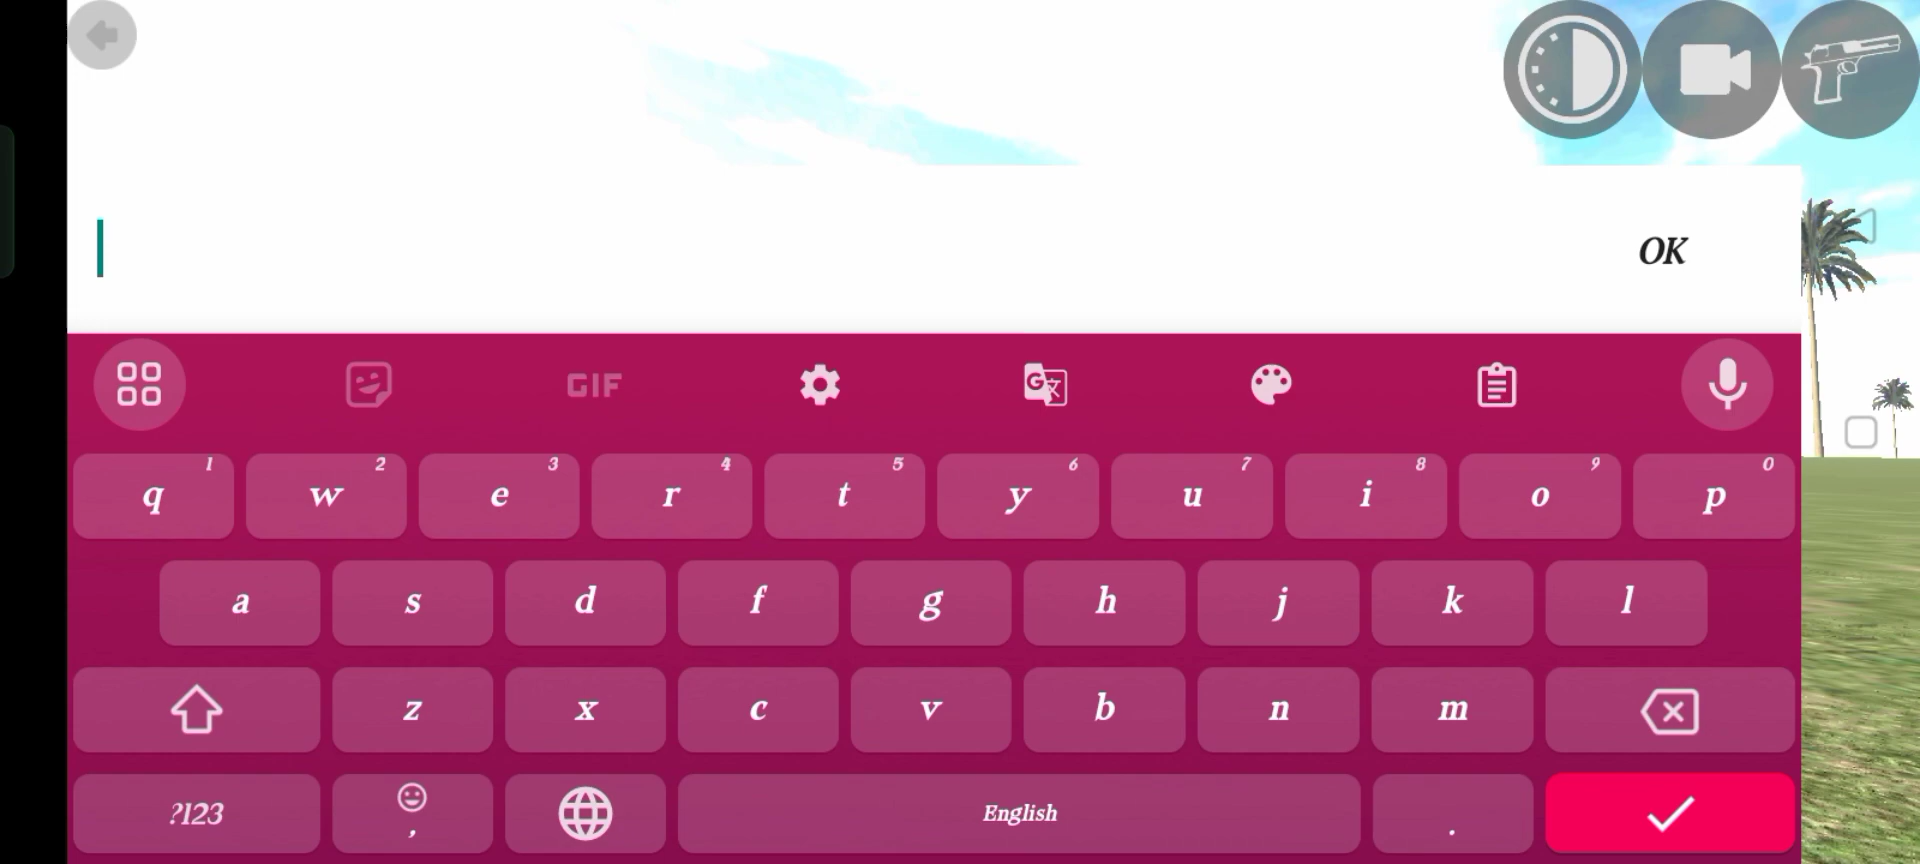 OK
GIF
q 1 w 2 e 3 r 4 t 5 y 6 u 7 i 8 o 9 p 0
a s d f g h j k l
z x c v b n m
?123 , English .